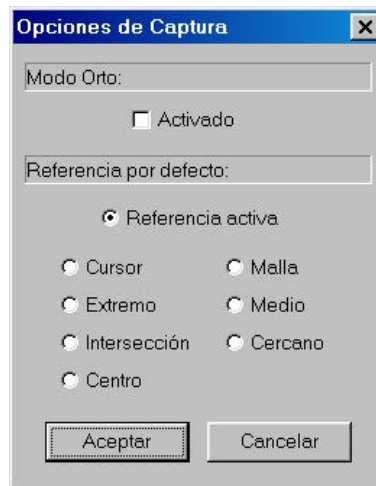 Opciones de Captura
Modo Orto:
Activado
Referencia por defecto:
Referencia activa
Cursor Malla
Extremo Medio
Intersección Cercano
Centro
Aceptar Cancelar